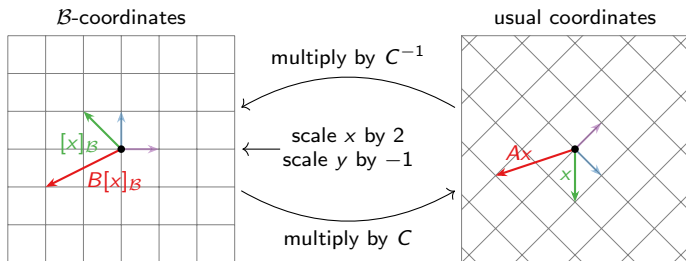 ℬ-coordinates
usual coordinates
multiply by C⁻¹
scale x by 2
scale y by −1
multiply by C
[x]ℬ
B[x]ℬ
Ax
x